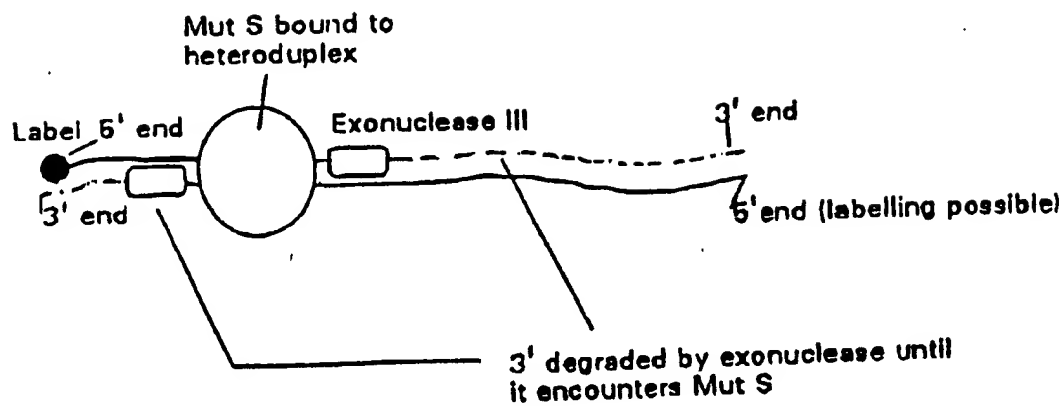 Mut S bound to
heteroduplex
Label 5' end
Exonuclease III
3' end
3' end
5' end (labelling possible)
3' degraded by exonuclease until
it encounters Mut S